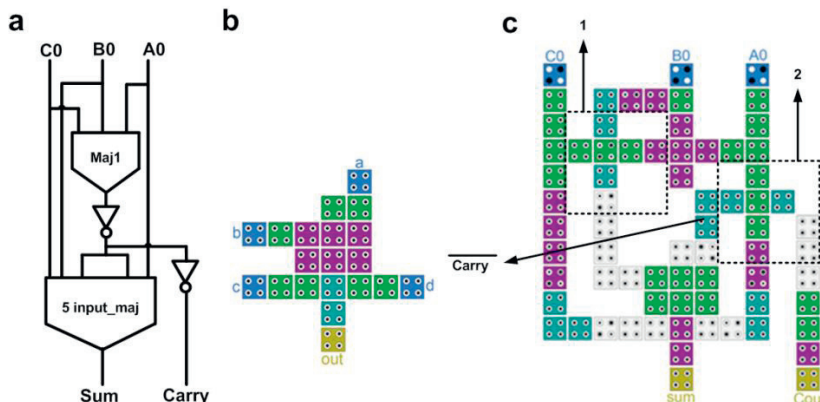 a
C0 B0 A0
Maj1
5 input_maj
Sum Carry
b
a
b
c d
out
c
1
C0 B0 A0
2
Carry
sum Cou